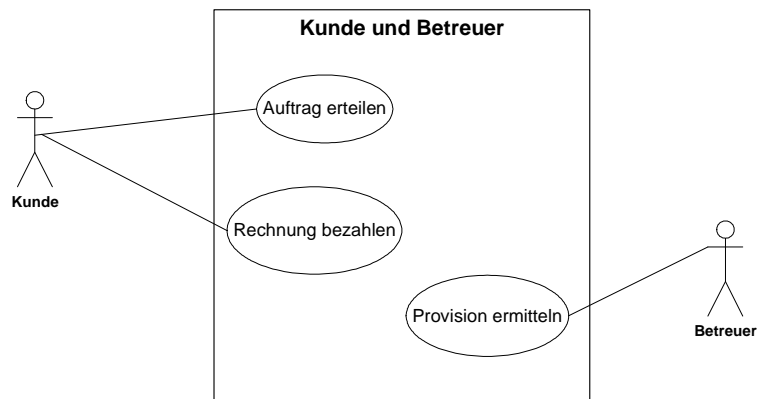 Kunde und Betreuer
Auftrag erteilen
Kunde
Rechnung bezahlen
Provision ermitteln
Betreuer